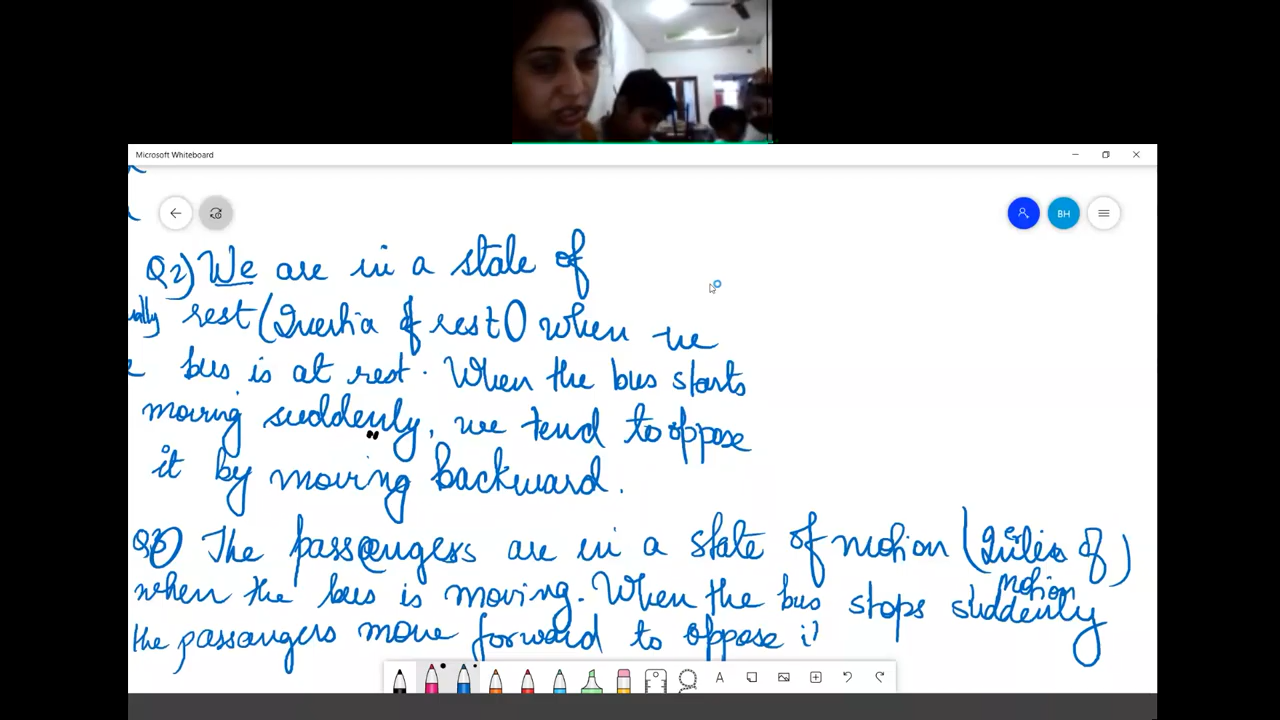 Microsoft Whiteboard
BH
Q2) We are in a state of
ually rest (Inertia of rest) when we
e bus is at rest. When the bus starts
moving suddenly, we tend to oppose
it by moving backward.
Q3) The passengers are in a state of motion (Inertia of motion)
when the bus is moving. When the bus stops suddenly
the passangers move forward to oppose it
A